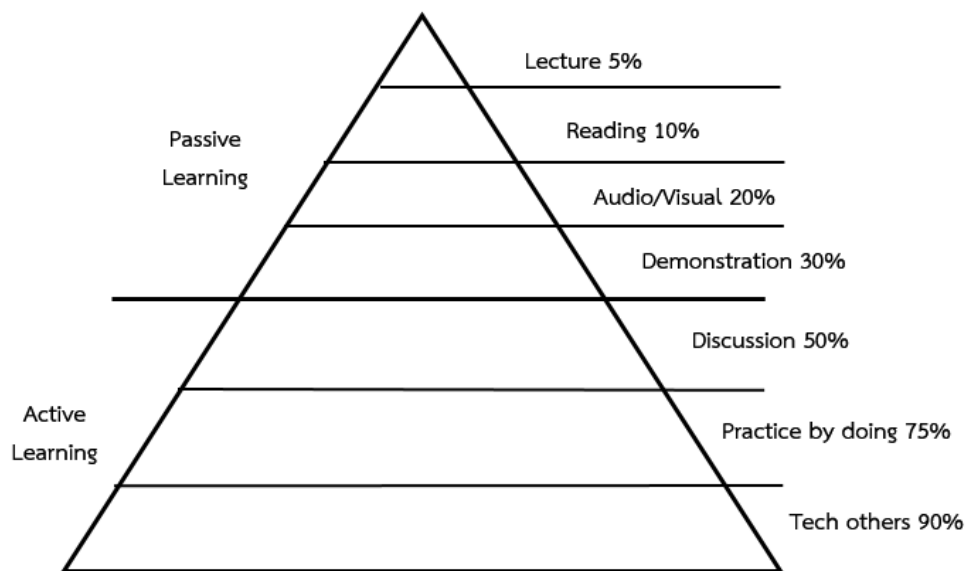 Lecture 5%
Reading 10%
Passive
Learning
Audio/Visual 20%
Demonstration 30%
Discussion 50%
Active
Learning
Practice by doing 75%
Tech others 90%